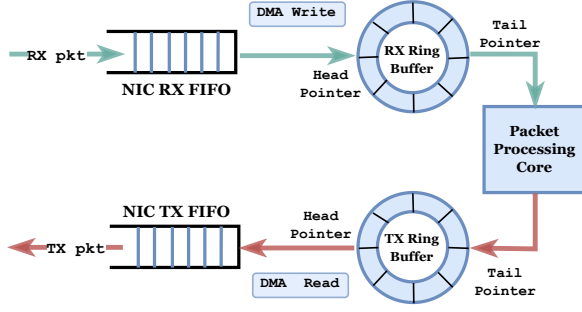 DMA Write
RX pkt
NIC RX FIFO
Head
Pointer
RX Ring
Buffer
Tail
Pointer
Packet
Processing
Core
NIC TX FIFO
TX pkt
Head
Pointer
DMA Read
TX Ring
Buffer
Tail
Pointer